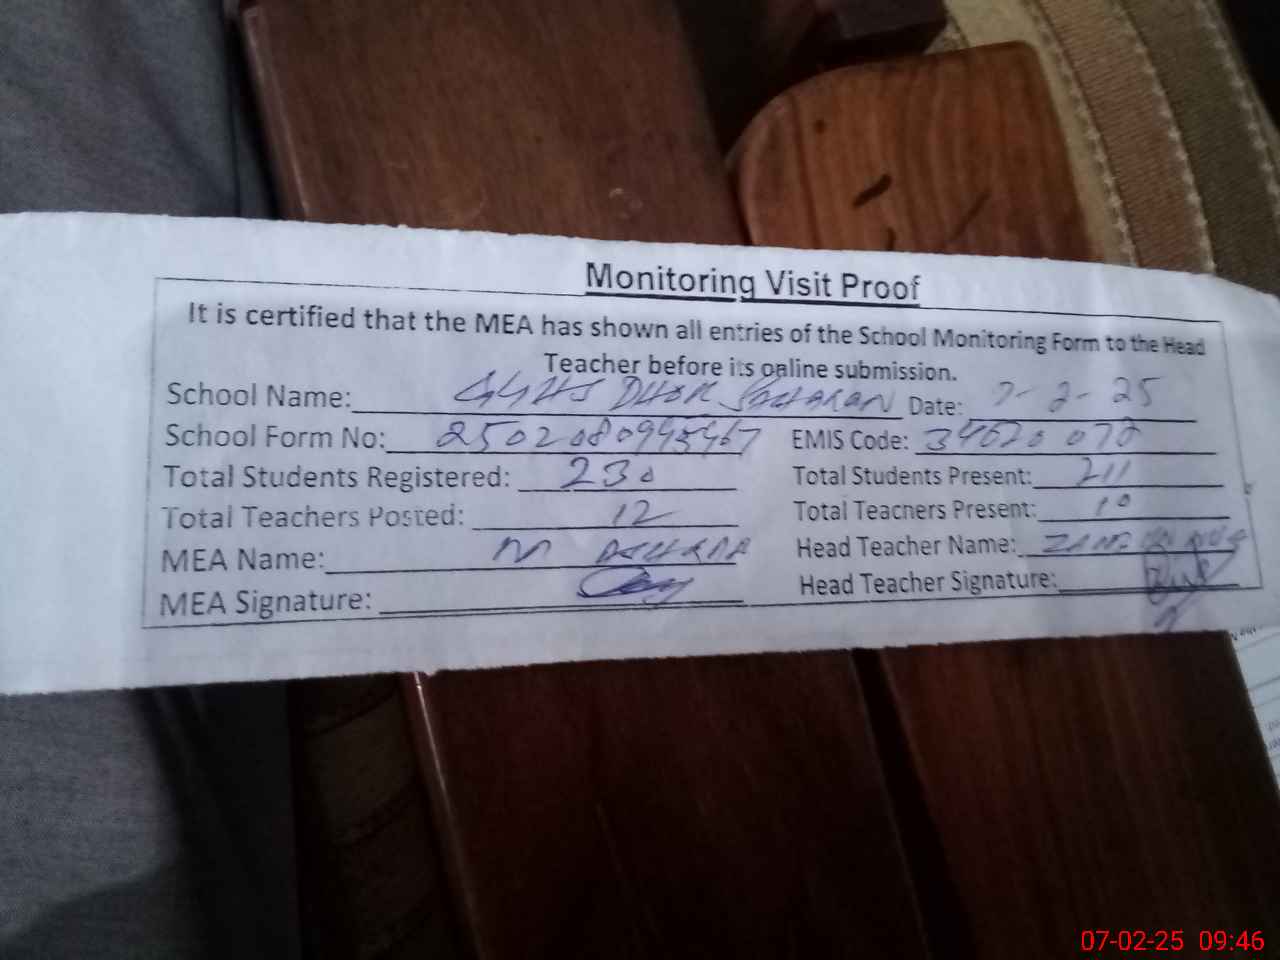 Monitoring Visit Proof
It is certified that the MEA has shown all entries of the School Monitoring Form to the Head
Teacher before its online submission.
School Name: GGHS DHOK Date: 7-2-25
School Form No: EMIS Code: 34620072
Total Students Registered: 230 Total Students Present: 211
Total Teachers Posted: 12 Total Teachers Present: 10
MEA Name: M Head Teacher Name:
MEA Signature: Head Teacher Signature:
07-02-25 09:46